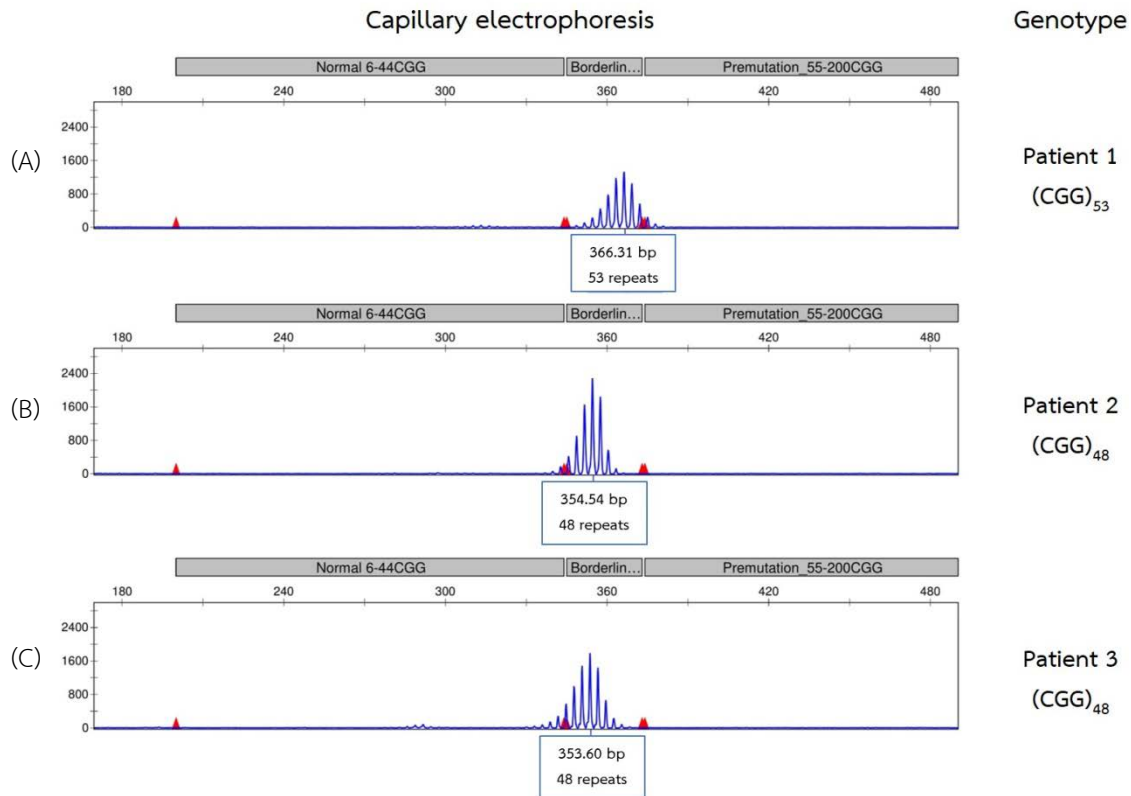 Capillary electrophoresis Genotype
Normal 6-44CGG Borderlin... Premutation_55-200CGG
180 240 300 360 420 480
(A)
2400
1600
800
0
Patient 1
(CGG)53
366.31 bp
53 repeats
Normal 6-44CGG Borderlin... Premutation_55-200CGG
180 240 300 360 420 480
(B)
2400
1600
800
0
Patient 2
(CGG)48
354.54 bp
48 repeats
Normal 6-44CGG Borderlin... Premutation_55-200CGG
180 240 300 360 420 480
(C)
2400
1600
800
0
Patient 3
(CGG)48
353.60 bp
48 repeats